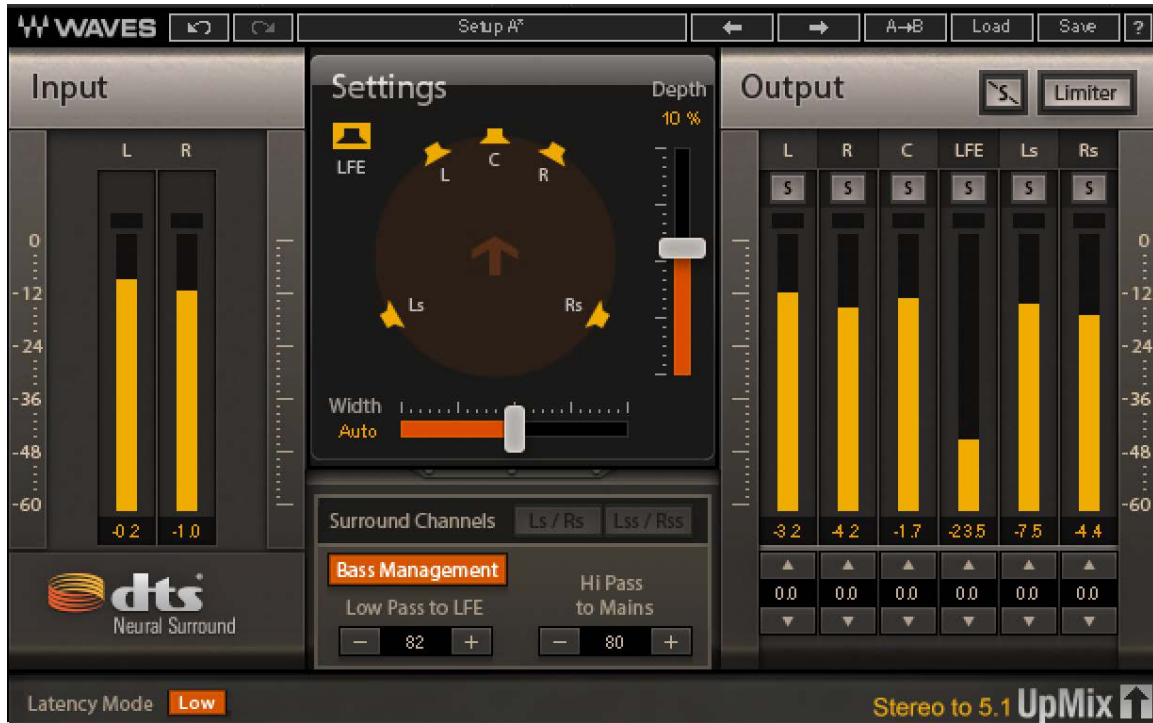 WAVES Setup A* A→B Load Save ?
Input
L R
0
-12
-24
-36
-48
-60
-0.2 -1.0
dts
Neural Surround
Settings
Depth
10 %
LFE
L C R
Ls Rs
Width
Auto
Surround Channels Ls / Rs Lss / Rss
Bass Management
Low Pass to LFE
− 82 +
Hi Pass
to Mains
− 80 +
Output S Limiter
L R C LFE Ls Rs
S S S S S S
0
-12
-24
-36
-48
-60
-3.2 -4.2 -1.7 -23.5 -7.5 -4.4
0.0 0.0 0.0 0.0 0.0 0.0
Latency Mode Low
Stereo to 5.1 UpMix